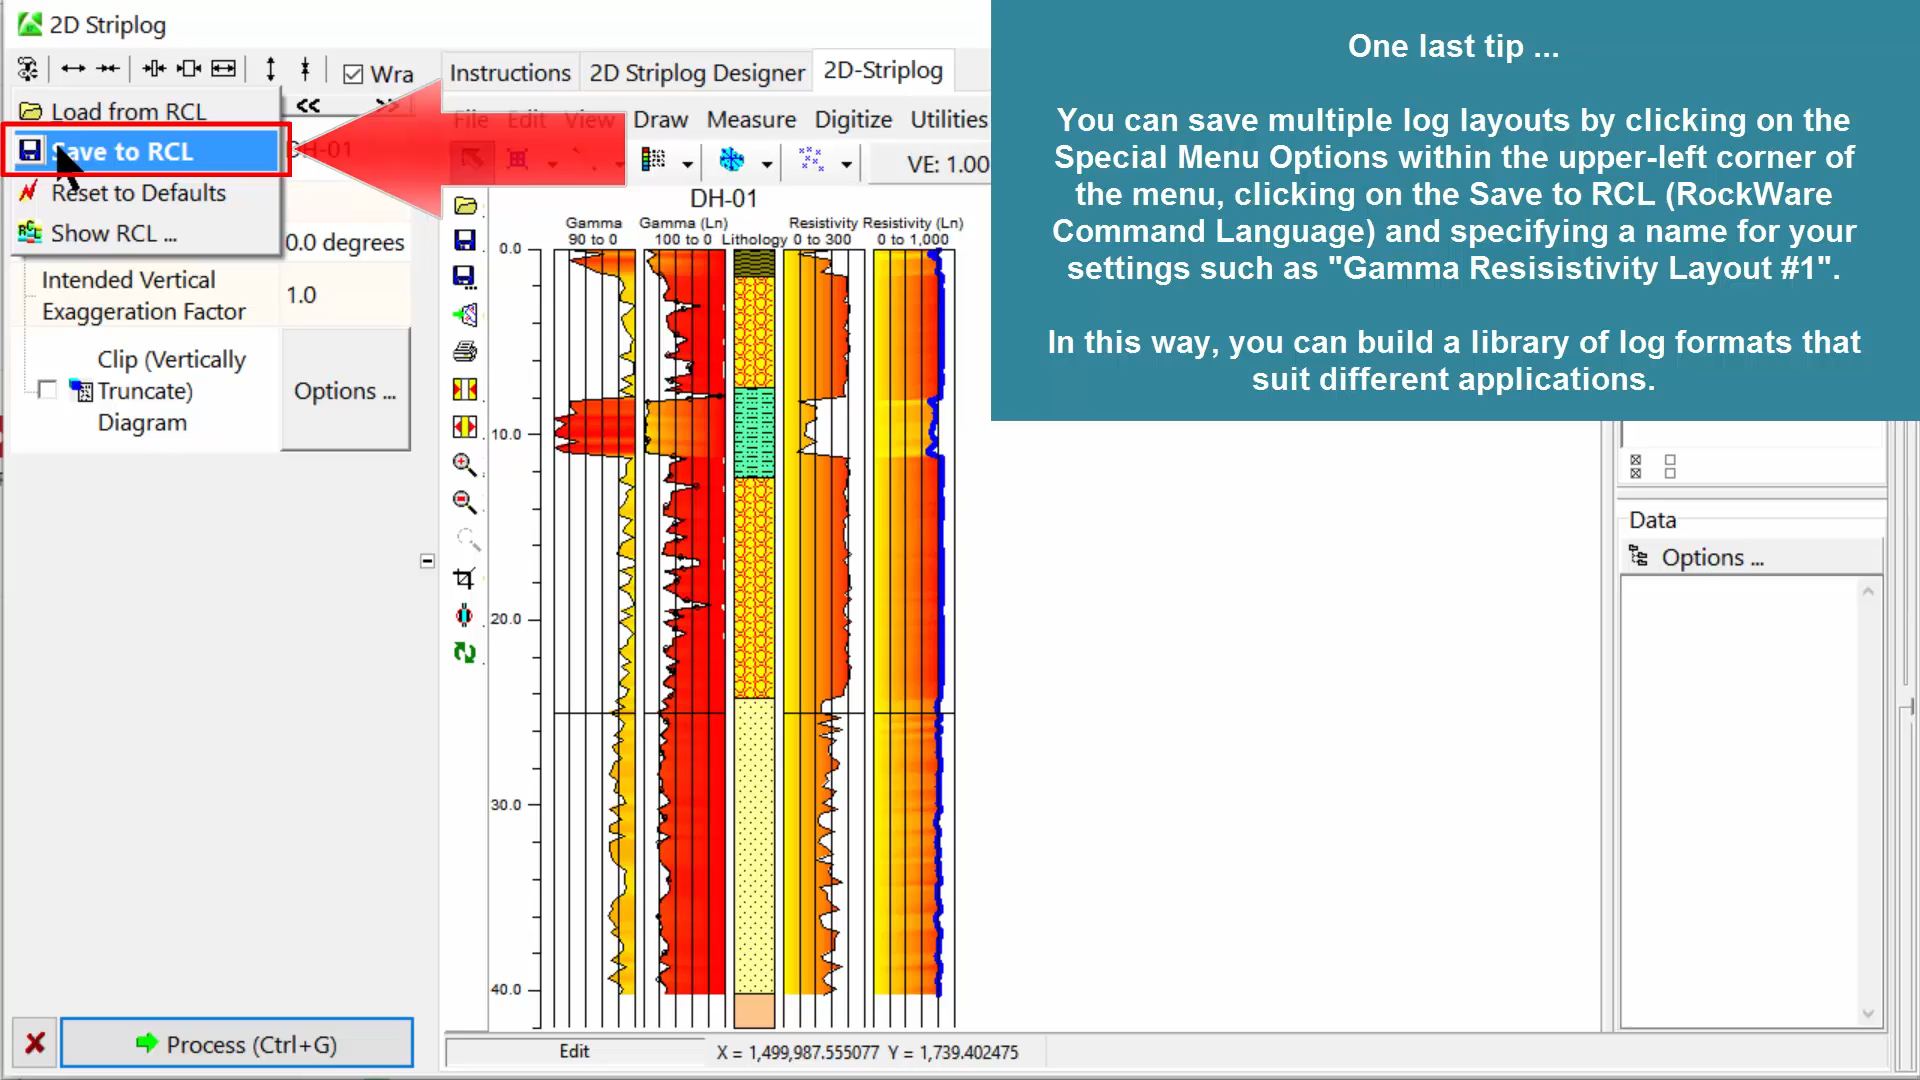 2D Striplog
Wra
Load from RCL
Save to RCL
Reset to Defaults
Show RCL ...
<< >>
DH-01
0.0 degrees
Intended Vertical
Exaggeration Factor
1.0
Clip (Vertically
Truncate)
Diagram
Options ...
Process (Ctrl+G)
Instructions
2D Striplog Designer
2D-Striplog
File Edit View Draw Measure Digitize Utilities
VE: 1.00
DH-01
Gamma
90 to 0
Gamma (Ln)
100 to 0
Lithology
Resistivity
0 to 300
Resistivity (Ln)
0 to 1,000
0.0
10.0
20.0
30.0
40.0
Edit
X = 1,499,987.555077 Y = 1,739.402475
One last tip ...
You can save multiple log layouts by clicking on the
Special Menu Options within the upper-left corner of
the menu, clicking on the Save to RCL (RockWare
Command Language) and specifying a name for your
settings such as "Gamma Resisistivity Layout #1".
In this way, you can build a library of log formats that
suit different applications.
Data
Options ...